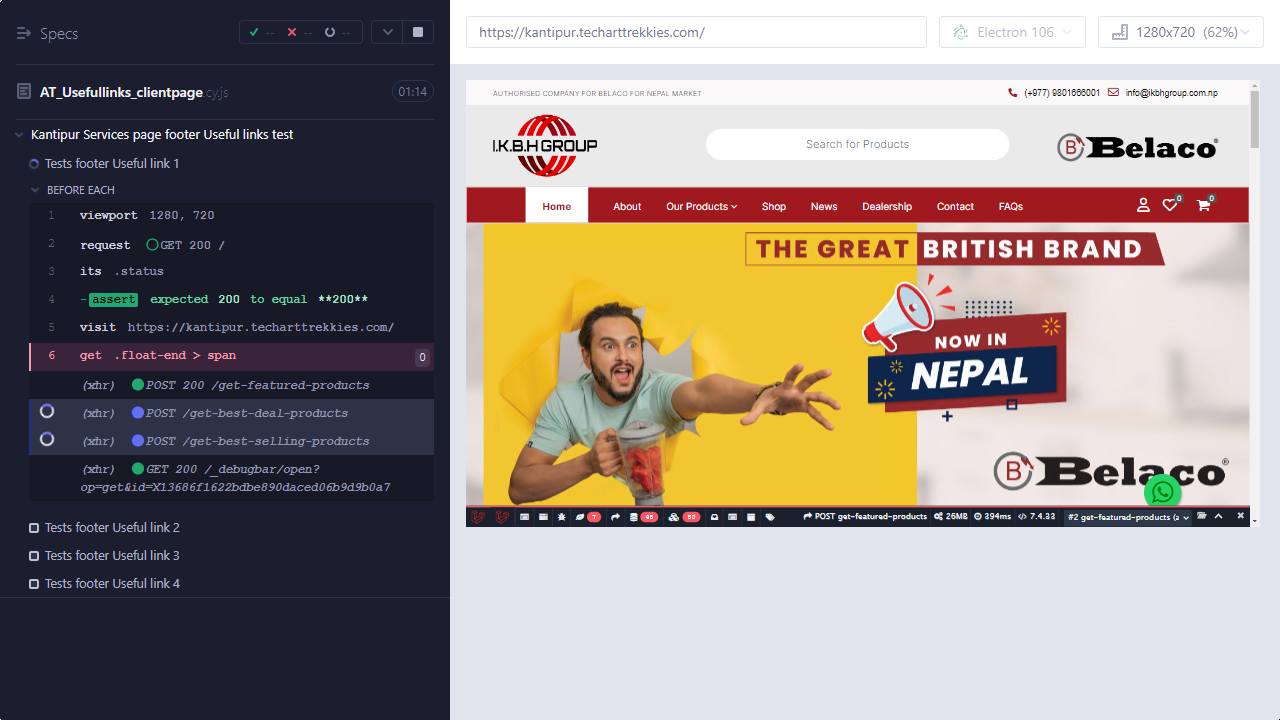 Specs
-- -- --
AT_Usefullinks_clientpage.cy.js 01:14
Kantipur Services page footer Useful links test
Tests footer Useful link 1
BEFORE EACH
1 viewport 1280, 720
2 request GET 200 /
3 its .status
4 -assert expected 200 to equal **200**
5 visit https://kantipur.techarttrekkies.com/
6 get .float-end > span 0
(xhr) POST 200 /get-featured-products
(xhr) POST /get-best-deal-products
(xhr) POST /get-best-selling-products
(xhr) GET 200 /_debugbar/open?
op=get&id=X13686f1622bdbe890daced06b9d9b0a7
Tests footer Useful link 2
Tests footer Useful link 3
Tests footer Useful link 4
https://kantipur.techarttrekkies.com/ Electron 106 1280x720 (62%)
AUTHORISED COMPANY FOR BELACO FOR NEPAL MARKET (+977) 9801666001 info@ikbhgroup.com.np
I.K.B.H GROUP Search for Products Belaco®
Home About Our Products Shop News Dealership Contact FAQs 0 0
THE GREAT BRITISH BRAND
NOW IN
NEPAL
Belaco®
POST get-featured-products 26MB 394ms 7.4.33 #2 get-featured-products (a